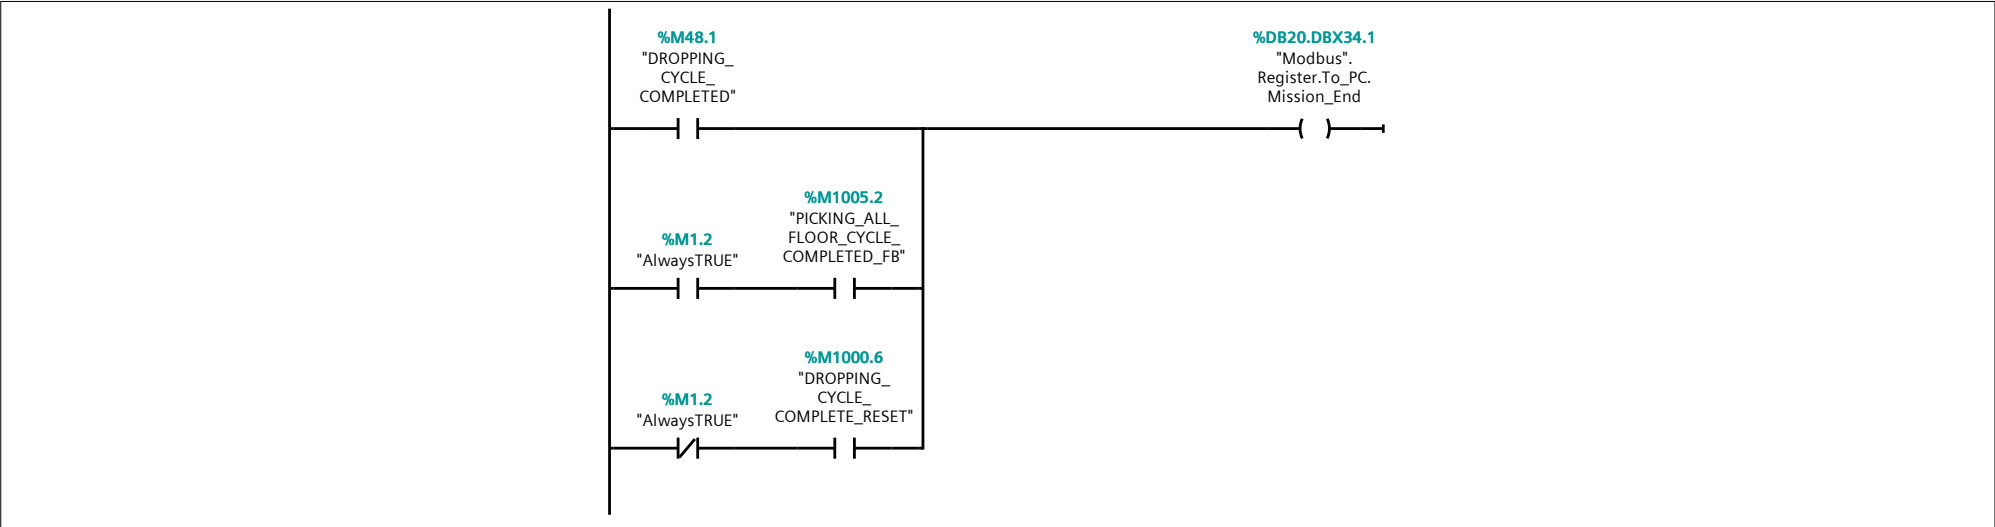 %M48.1
"DROPPING_
CYCLE_
COMPLETED"
%DB20.DBX34.1
"Modbus".
Register.To_PC.
Mission_End
%M1.2
"AlwaysTRUE"
%M1005.2
"PICKING_ALL_
FLOOR_CYCLE_
COMPLETED_FB"
%M1.2
"AlwaysTRUE"
%M1000.6
"DROPPING_
CYCLE_
COMPLETE_RESET"